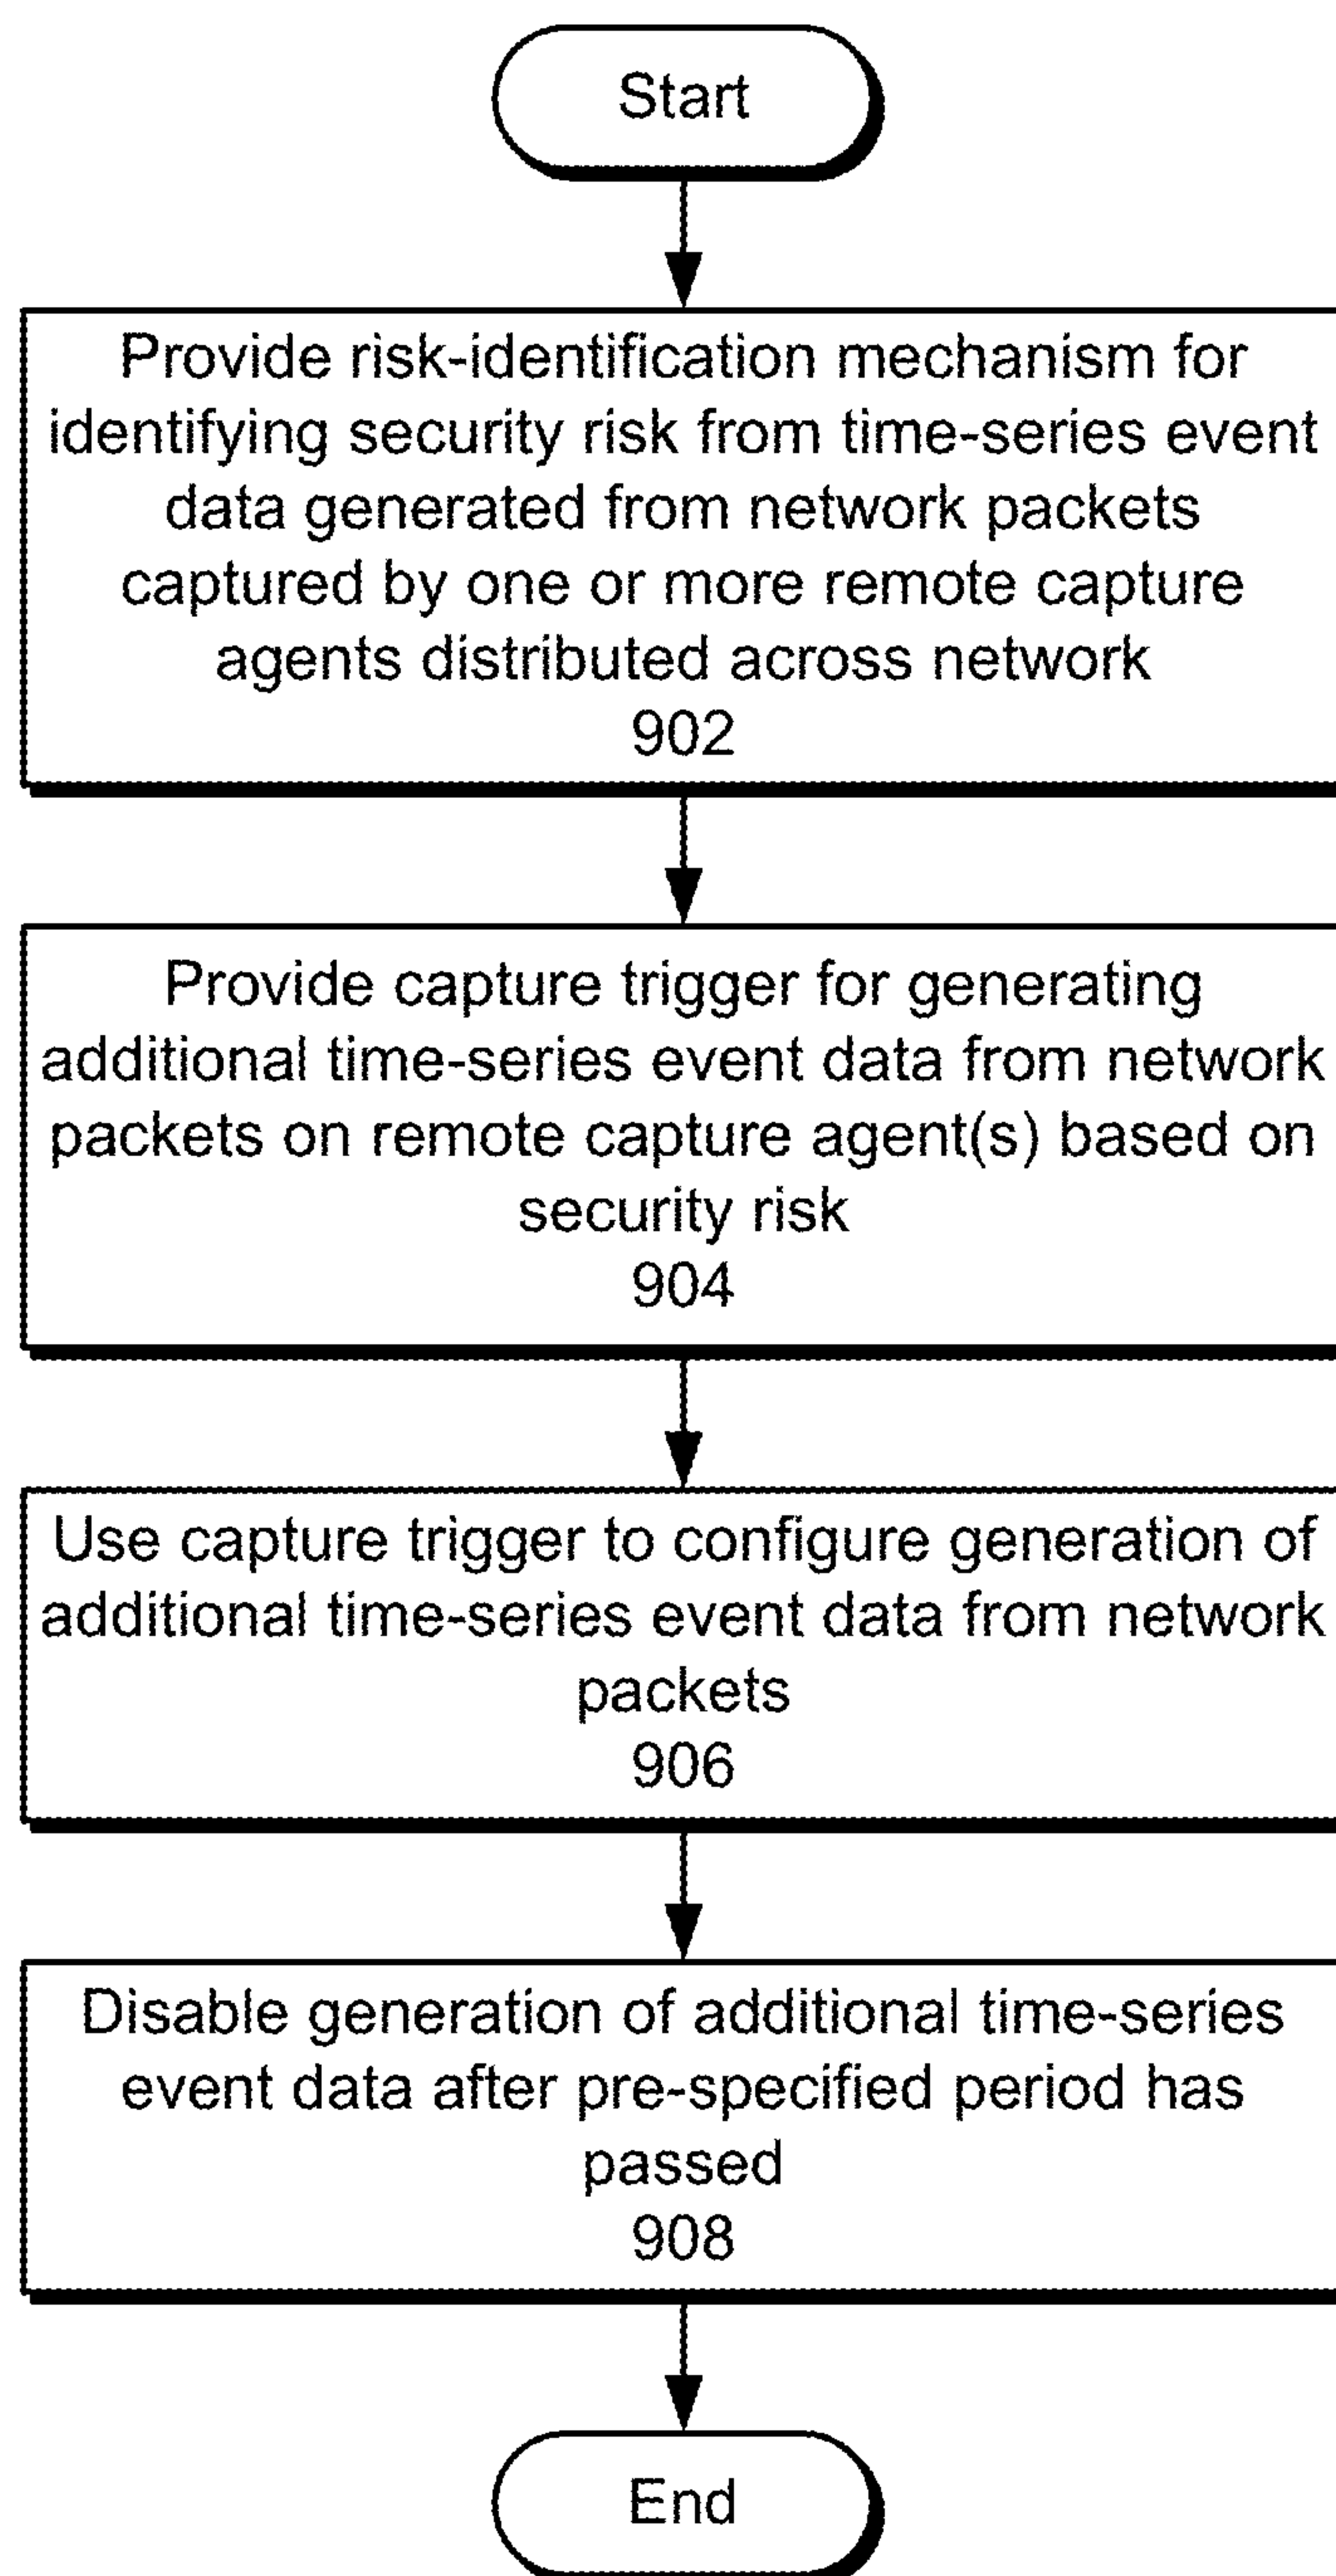 Start
Provide risk-identification mechanism for
identifying security risk from time-series event
data generated from network packets
captured by one or more remote capture
agents distributed across network
902
Provide capture trigger for generating
additional time-series event data from network
packets on remote capture agent(s) based on
security risk
904
Use capture trigger to configure generation of
additional time-series event data from network
packets
906
Disable generation of additional time-series
event data after pre-specified period has
passed
908
End